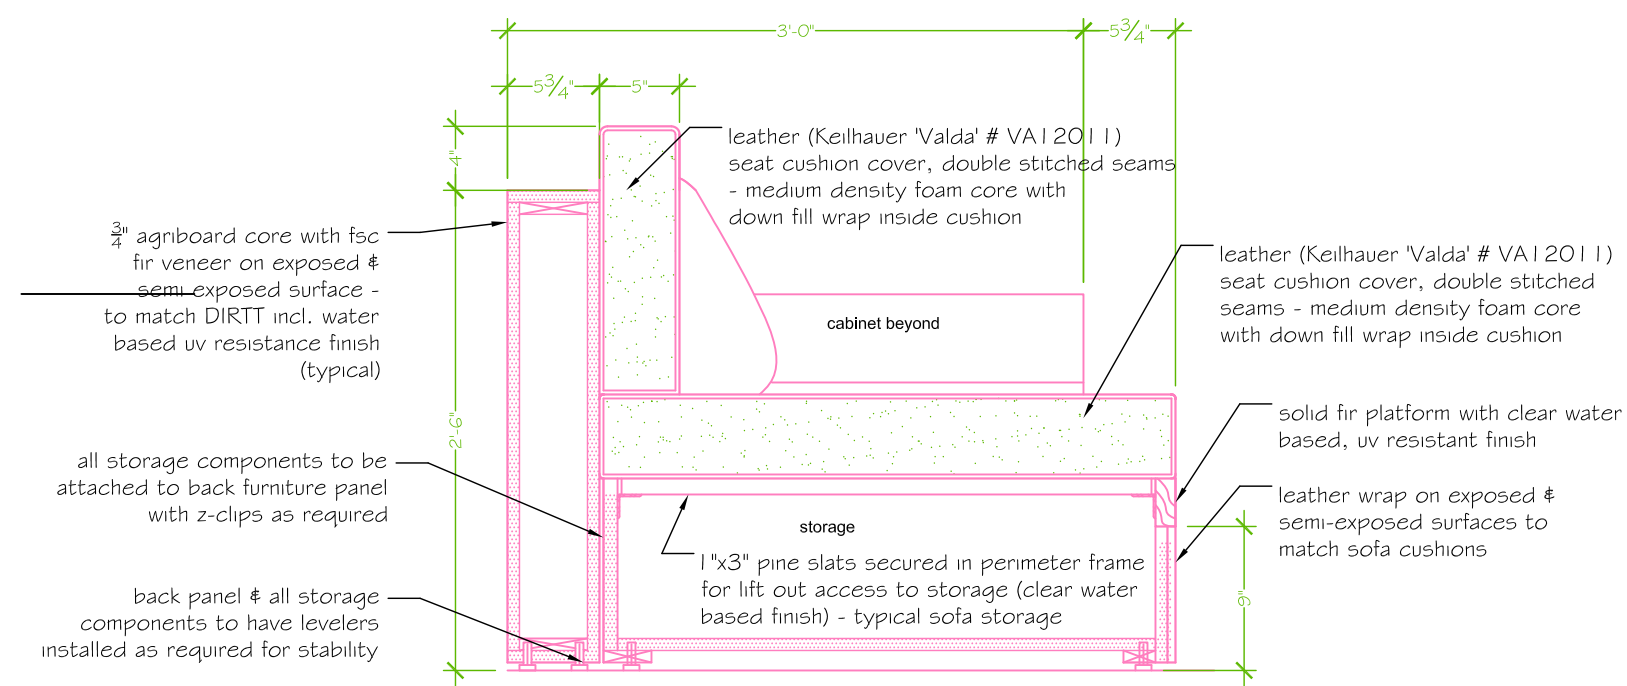 3'-0"
5 3/4"
5 3/4"
5"
4"
leather (Keilhauer 'Valda' # VA12011)
seat cushion cover, double stitched seams
- medium density foam core with
down fill wrap inside cushion
3/4" agriboard core with fsc
fir veneer on exposed &
semi exposed surface -
to match DIRTT incl. water
based uv resistance finish
(typical)
leather (Keilhauer 'Valda' # VA12011)
seat cushion cover, double stitched
seams - medium density foam core
with down fill wrap inside cushion
cabinet beyond
2'-6"
solid fir platform with clear water
based, uv resistant finish
all storage components to be
attached to back furniture panel
with z-clips as required
leather wrap on exposed &
semi-exposed surfaces to
match sofa cushions
storage
1"x3" pine slats secured in perimeter frame
for lift out access to storage (clear water
based finish) - typical sofa storage
9"
back panel & all storage
components to have levelers
installed as required for stability